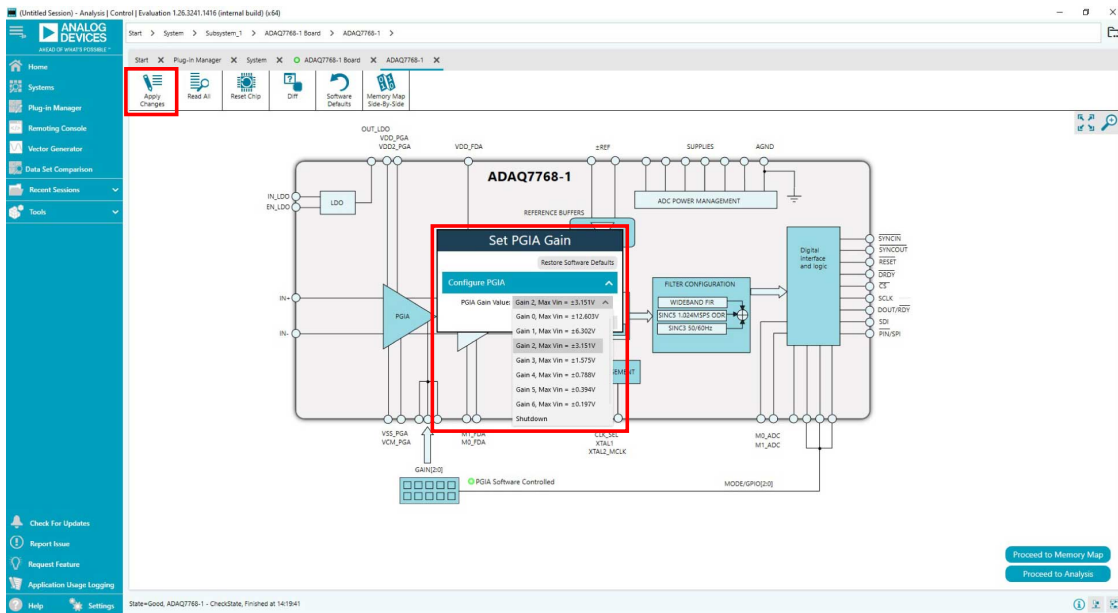 (Untitled Session) - Analysis | Control | Evaluation 1.26.3241.1416 (internal build) (x64)
ANALOG DEVICES
AHEAD OF WHAT'S POSSIBLE™
Start > System > Subsystem_1 > ADAQ7768-1 Board > ADAQ7768-1 >
Start X Plug-in Manager X System X ADAQ7768-1 Board X ADAQ7768-1 X
Home
Systems
Plug-in Manager
Remoting Console
Vector Generator
Data Set Comparison
Recent Sessions
Tools
Apply Changes
Read All
Reset Chip
Diff
Software Defaults
Memory Map Side-By-Side
OUT_LDO
VDD_PGA
VDD2_PGA
VDD_FDA
±REF
SUPPLIES
AGND
ADAQ7768-1
IN_LDO
EN_LDO
LDO
ADC POWER MANAGEMENT
REFERENCE BUFFERS
Set PGIA Gain
Restore Software Defaults
Configure PGIA
PGIA Gain Value:
Gain 2, Max Vin = ±3.151V
Gain 0, Max Vin = ±12.603V
Gain 1, Max Vin = ±6.302V
Gain 2, Max Vin = ±3.151V
Gain 3, Max Vin = ±1.575V
Gain 4, Max Vin = ±0.788V
Gain 5, Max Vin = ±0.394V
Gain 6, Max Vin = ±0.197V
Shutdown
IN+
IN-
PGIA
FILTER CONFIGURATION
WIDEBAND FIR
SINC5 1.024MSPS ODR
SINC3 50/60Hz
Digital
Interface
and logic
SYNCIN
SYNCOUT
RESET
DRDY
CS
SCLK
DOUT/RDY
SDI
PIN/SPI
VSS_PGA
VCM_PGA
M1_FDA
M0_FDA
CLK_SEL
XTAL1
XTAL2_MCLK
M0_ADC
M1_ADC
GAIN[2:0]
PGIA Software Controlled
MODE/GPIO[2:0]
Check For Updates
Report Issue
Request Feature
Application Usage Logging
Help
Settings
Proceed to Memory Map
Proceed to Analysis
State=Good, ADAQ7768-1 - CheckState, Finished at 14:19:41